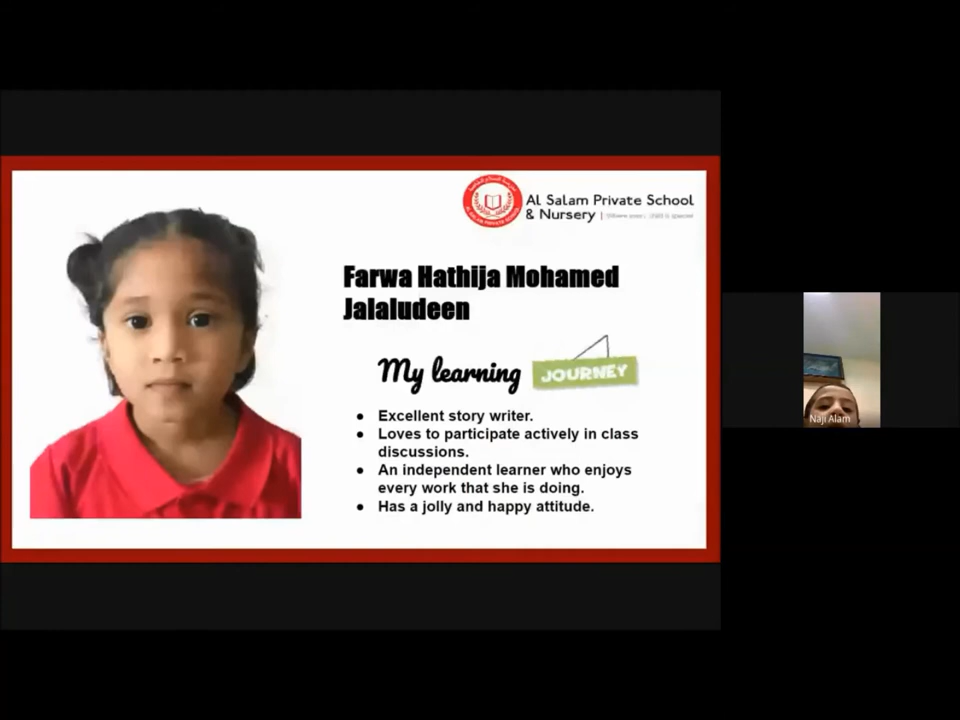 Al Salam Private School
& Nursery
Farwa Hathija Mohamed
Jalaludeen
My learning JOURNEY
• Excellent story writer.
• Loves to participate actively in class
discussions.
• An independent learner who enjoys
every work that she is doing.
• Has a jolly and happy attitude.
Naji Alam